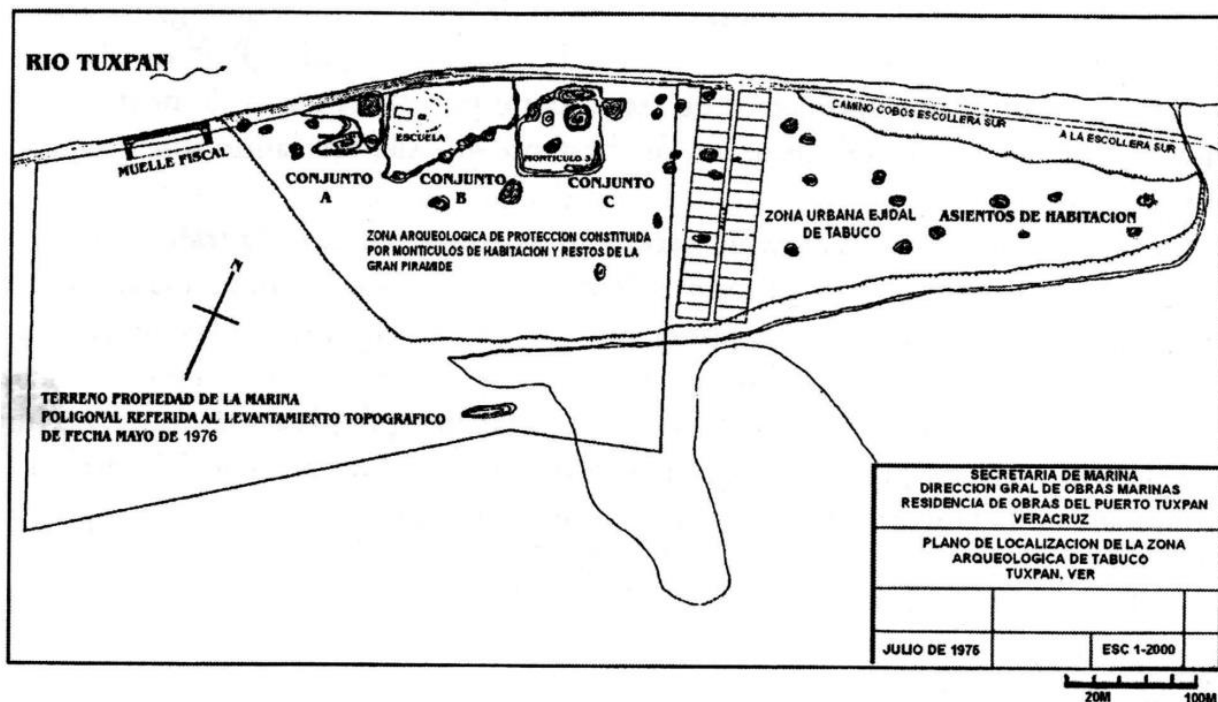 RIO TUXPAN
MUELLE FISCAL
ESCUELA
MONTICULO 3
CONJUNTO
A
CONJUNTO
B
CONJUNTO
C
CAMINO COBOS ESCOLLERA SUR
A LA ESCOLLERA SUR
ZONA ARQUEOLOGICA DE PROTECCION CONSTITUIDA
POR MONTICULOS DE HABITACION Y RESTOS DE LA
GRAN PIRAMIDE
ZONA URBANA EJIDAL
DE TABUCO
ASIENTOS DE HABITACION
N
TERRENO PROPIEDAD DE LA MARINA
POLIGONAL REFERIDA AL LEVANTAMIENTO TOPOGRAFICO
DE FECHA MAYO DE 1976
SECRETARIA DE MARINA
DIRECCION GRAL DE OBRAS MARINAS
RESIDENCIA DE OBRAS DEL PUERTO TUXPAN
VERACRUZ
PLANO DE LOCALIZACION DE LA ZONA
ARQUEOLOGICA DE TABUCO
TUXPAN. VER
JULIO DE 1976
ESC 1-2000
20M
100M